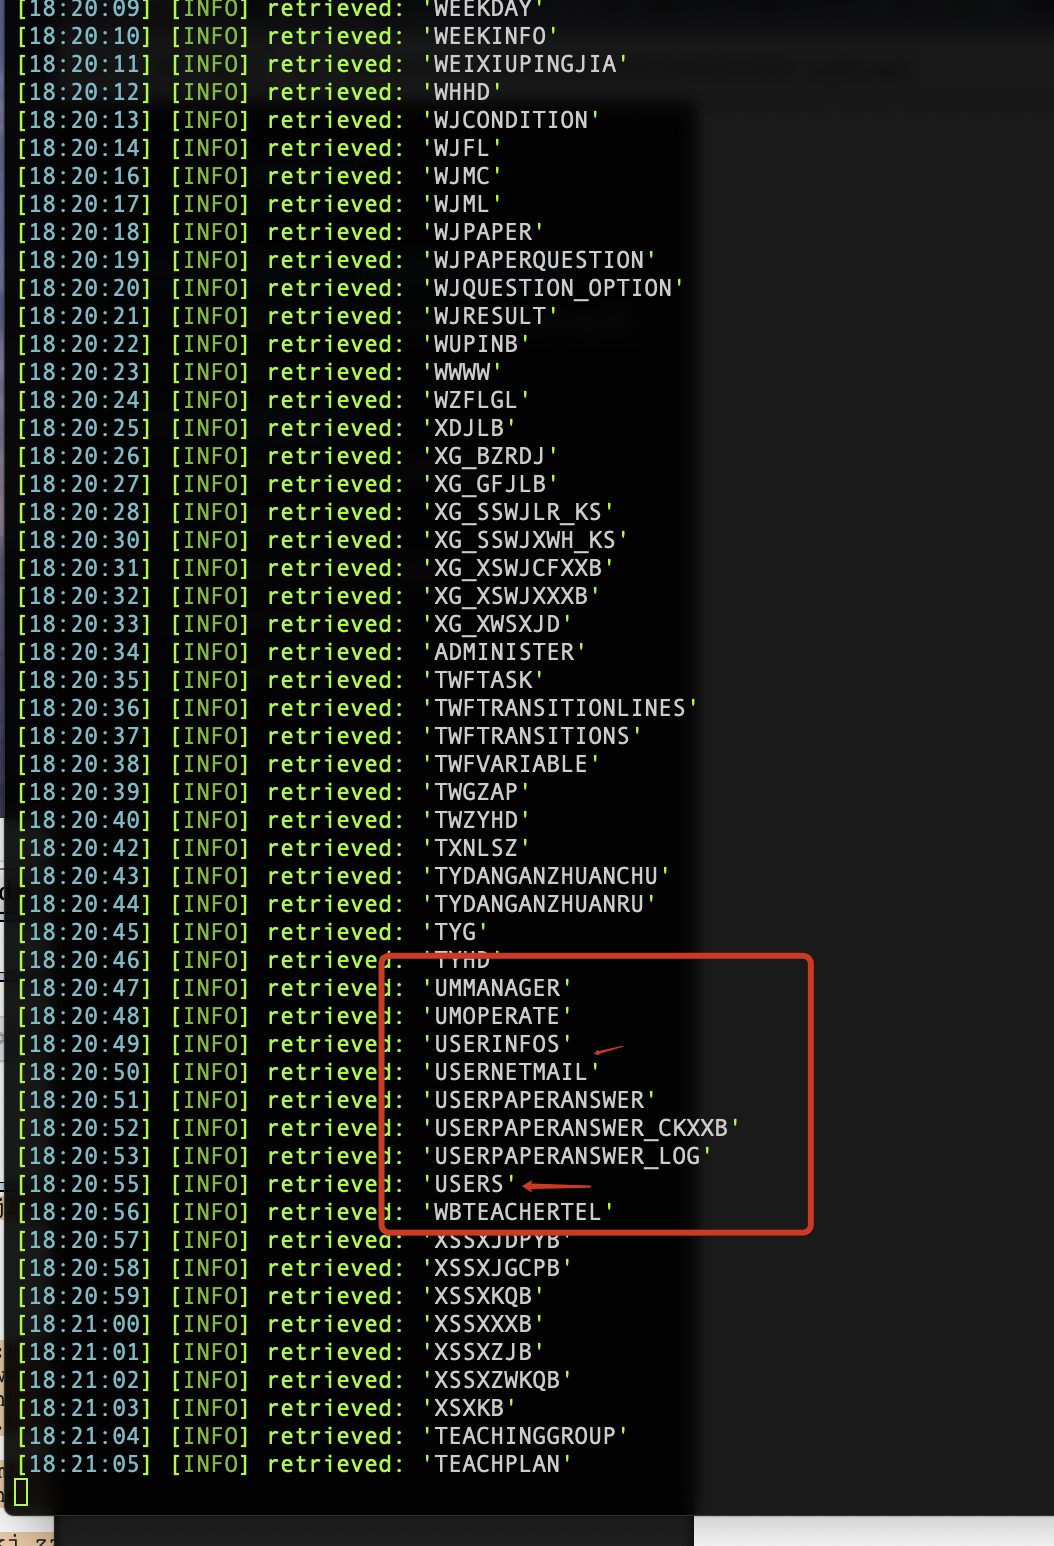 [18:20:09] [INFO] retrieved: 'WEEKDAY'
[18:20:10] [INFO] retrieved: 'WEEKINFO'
[18:20:11] [INFO] retrieved: 'WEIXIUPINGJIA'
[18:20:12] [INFO] retrieved: 'WHHD'
[18:20:13] [INFO] retrieved: 'WJCONDITION'
[18:20:14] [INFO] retrieved: 'WJFL'
[18:20:16] [INFO] retrieved: 'WJMC'
[18:20:17] [INFO] retrieved: 'WJML'
[18:20:18] [INFO] retrieved: 'WJPAPER'
[18:20:19] [INFO] retrieved: 'WJPAPERQUESTION'
[18:20:20] [INFO] retrieved: 'WJQUESTION_OPTION'
[18:20:21] [INFO] retrieved: 'WJRESULT'
[18:20:22] [INFO] retrieved: 'WUPINB'
[18:20:23] [INFO] retrieved: 'WWWW'
[18:20:24] [INFO] retrieved: 'WZFLGL'
[18:20:25] [INFO] retrieved: 'XDJLB'
[18:20:26] [INFO] retrieved: 'XG_BZRDJ'
[18:20:27] [INFO] retrieved: 'XG_GFJLB'
[18:20:28] [INFO] retrieved: 'XG_SSWJLR_KS'
[18:20:30] [INFO] retrieved: 'XG_SSWJXWH_KS'
[18:20:31] [INFO] retrieved: 'XG_XSWJCFXXB'
[18:20:32] [INFO] retrieved: 'XG_XSWJXXXB'
[18:20:33] [INFO] retrieved: 'XG_XWSXJD'
[18:20:34] [INFO] retrieved: 'ADMINISTER'
[18:20:35] [INFO] retrieved: 'TWFTASK'
[18:20:36] [INFO] retrieved: 'TWFTRANSITIONLINES'
[18:20:37] [INFO] retrieved: 'TWFTRANSITIONS'
[18:20:38] [INFO] retrieved: 'TWFVARIABLE'
[18:20:39] [INFO] retrieved: 'TWGZAP'
[18:20:40] [INFO] retrieved: 'TWZYHD'
[18:20:42] [INFO] retrieved: 'TXNLSZ'
[18:20:43] [INFO] retrieved: 'TYDANGANZHUANCHU'
[18:20:44] [INFO] retrieved: 'TYDANGANZHUANRU'
[18:20:45] [INFO] retrieved: 'TYG'
[18:20:46] [INFO] retrieved: 'TYHD'
[18:20:47] [INFO] retrieved: 'UMMANAGER'
[18:20:48] [INFO] retrieved: 'UMOPERATE'
[18:20:49] [INFO] retrieved: 'USERINFOS'
[18:20:50] [INFO] retrieved: 'USERNETMAIL'
[18:20:51] [INFO] retrieved: 'USERPAPERANSWER'
[18:20:52] [INFO] retrieved: 'USERPAPERANSWER_CKXXB'
[18:20:53] [INFO] retrieved: 'USERPAPERANSWER_LOG'
[18:20:55] [INFO] retrieved: 'USERS'
[18:20:56] [INFO] retrieved: 'WBTEACHERTEL'
[18:20:57] [INFO] retrieved: 'XSSXJDPYB'
[18:20:58] [INFO] retrieved: 'XSSXJGCPB'
[18:20:59] [INFO] retrieved: 'XSSXKQB'
[18:21:00] [INFO] retrieved: 'XSSXXXB'
[18:21:01] [INFO] retrieved: 'XSSXZJB'
[18:21:02] [INFO] retrieved: 'XSSXZWKQB'
[18:21:03] [INFO] retrieved: 'XSXKB'
[18:21:04] [INFO] retrieved: 'TEACHINGGROUP'
[18:21:05] [INFO] retrieved: 'TEACHPLAN'